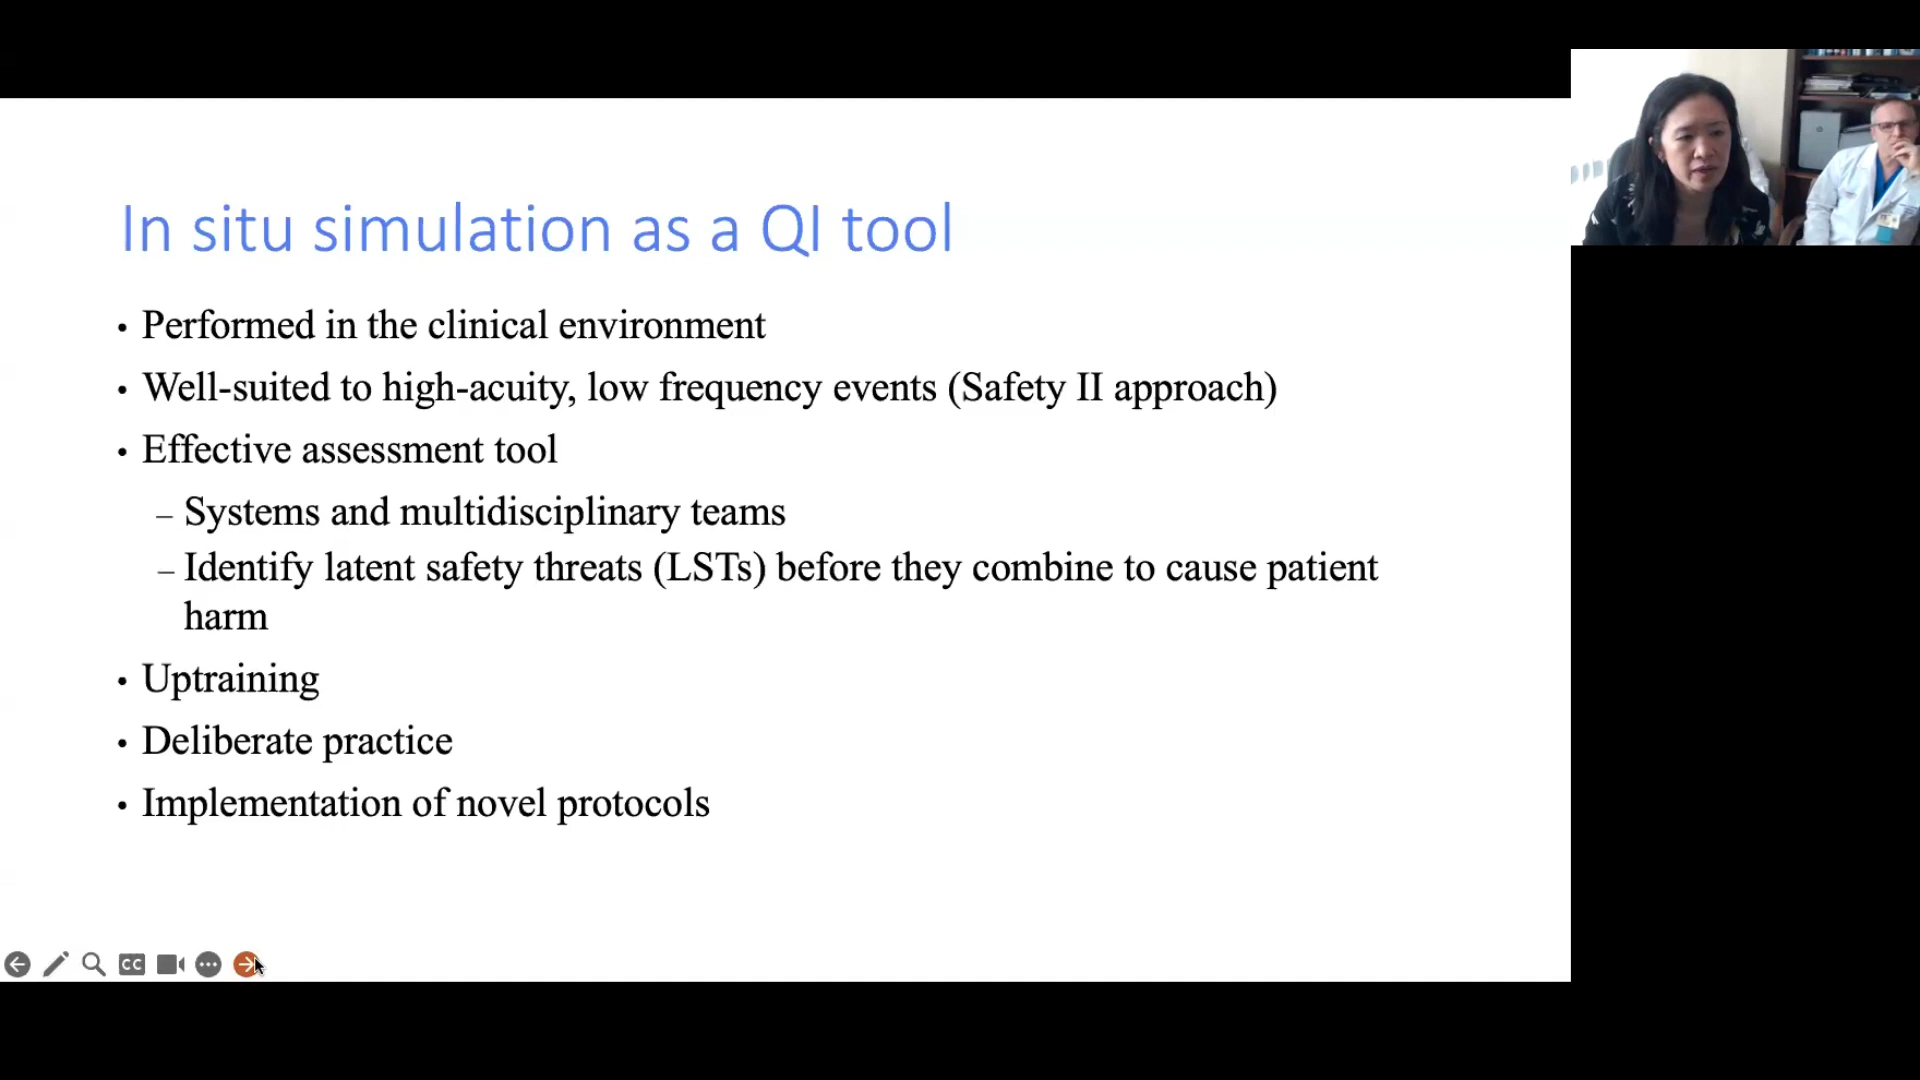 In situ simulation as a QI tool
• Performed in the clinical environment
• Well-suited to high-acuity, low frequency events (Safety II approach)
• Effective assessment tool
– Systems and multidisciplinary teams
– Identify latent safety threats (LSTs) before they combine to cause patient
harm
• Uptraining
• Deliberate practice
• Implementation of novel protocols
CC